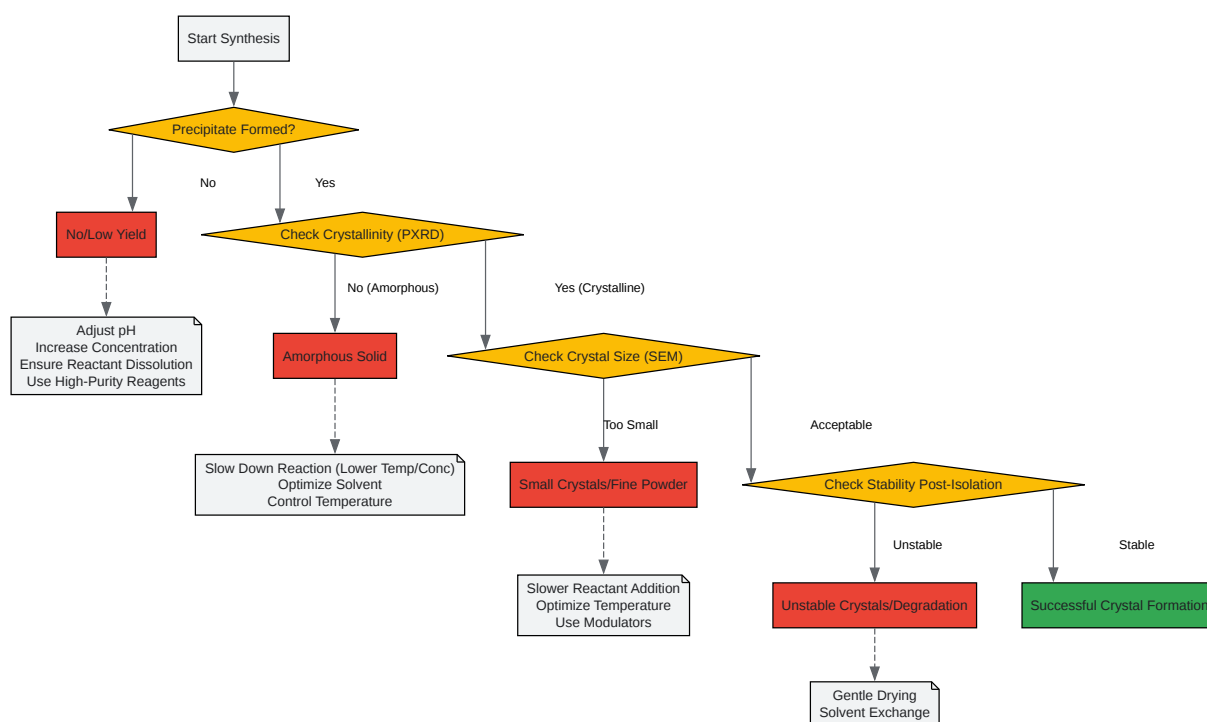 Start Synthesis
Precipitate Formed?
No
Yes
No/Low Yield
Check Crystallinity (PXRD)
Adjust pH
Increase Concentration
Ensure Reactant Dissolution
Use High-Purity Reagents
No (Amorphous)
Yes (Crystalline)
Amorphous Solid
Check Crystal Size (SEM)
Slow Down Reaction (Lower Temp/Conc)
Optimize Solvent
Control Temperature
Too Small
Acceptable
Small Crystals/Fine Powder
Check Stability Post-Isolation
Slower Reactant Addition
Optimize Temperature
Use Modulators
Unstable
Stable
Unstable Crystals/Degradation
Successful Crystal Formation
Gentle Drying
Solvent Exchange